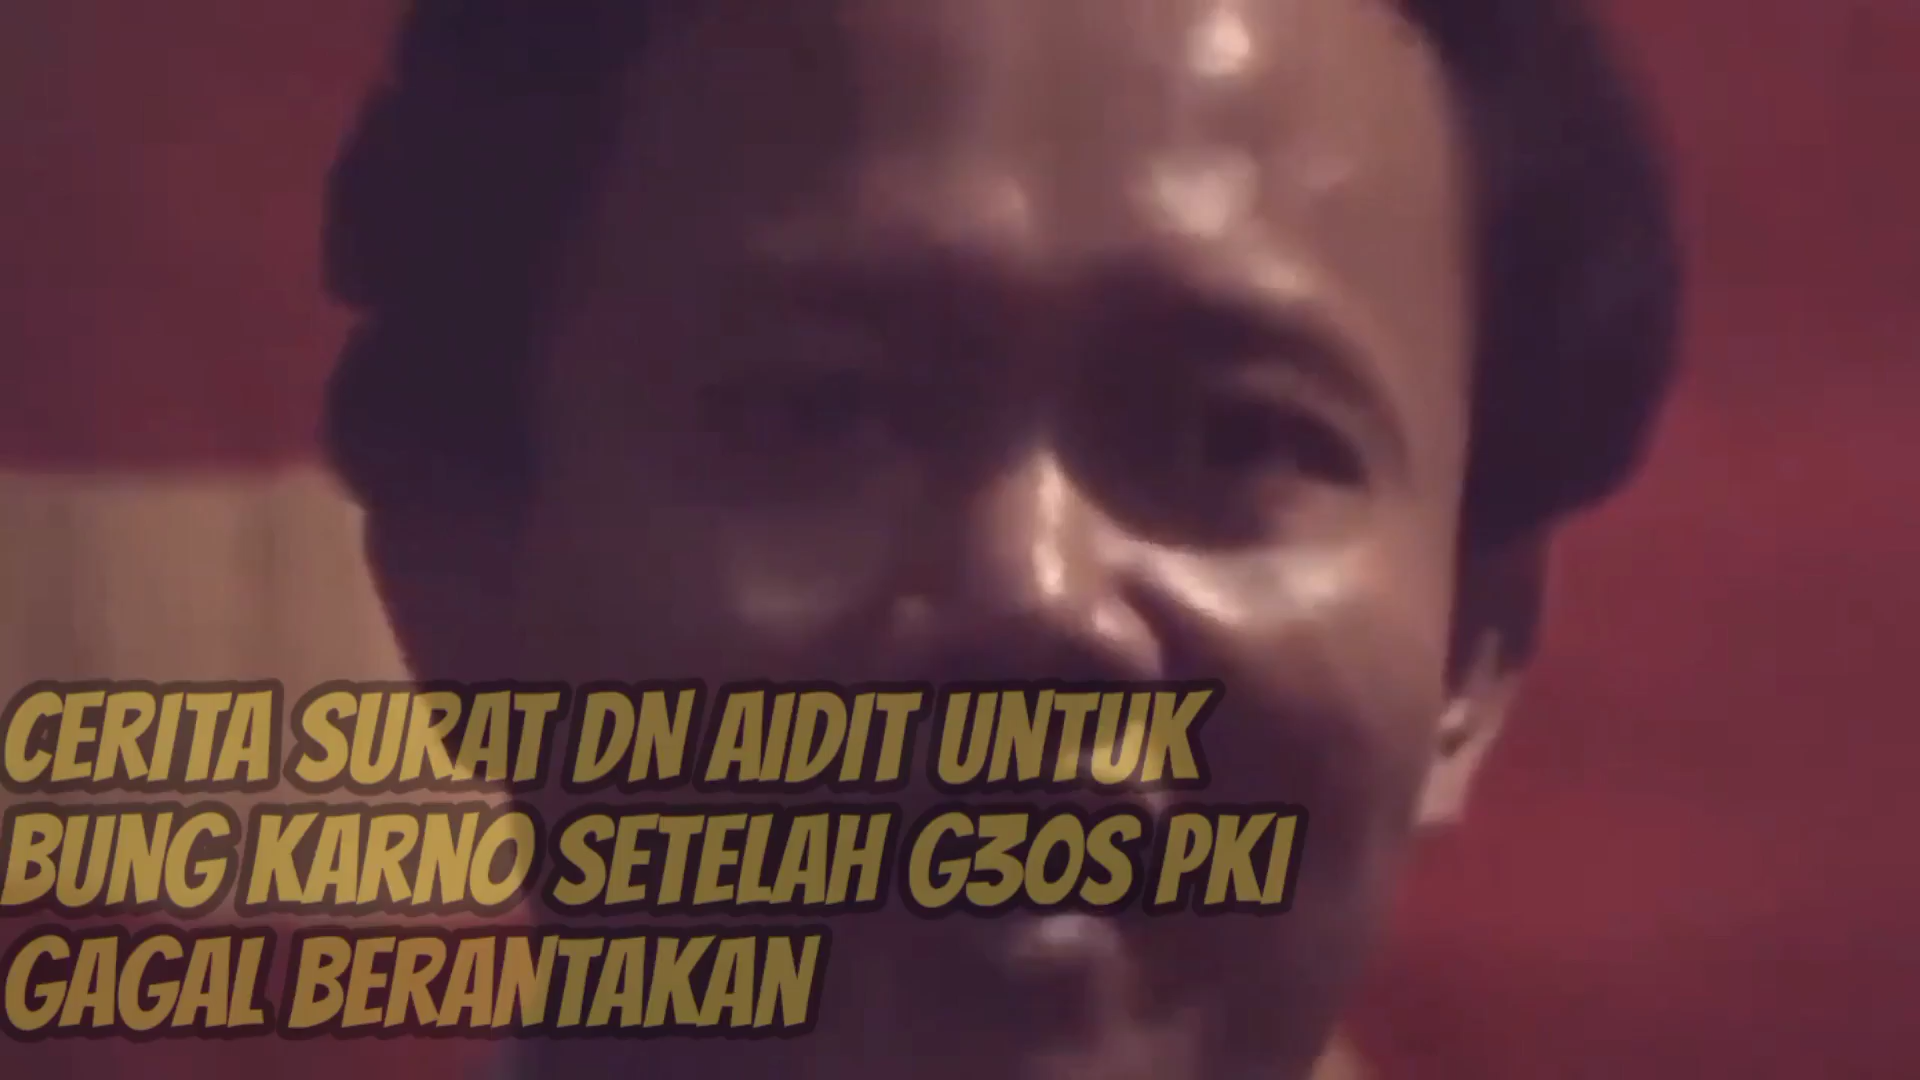 CERITA SURAT DN AIDIT UNTUK
BUNG KARNO SETELAH G30S PKI
GAGAL BERANTAKAN